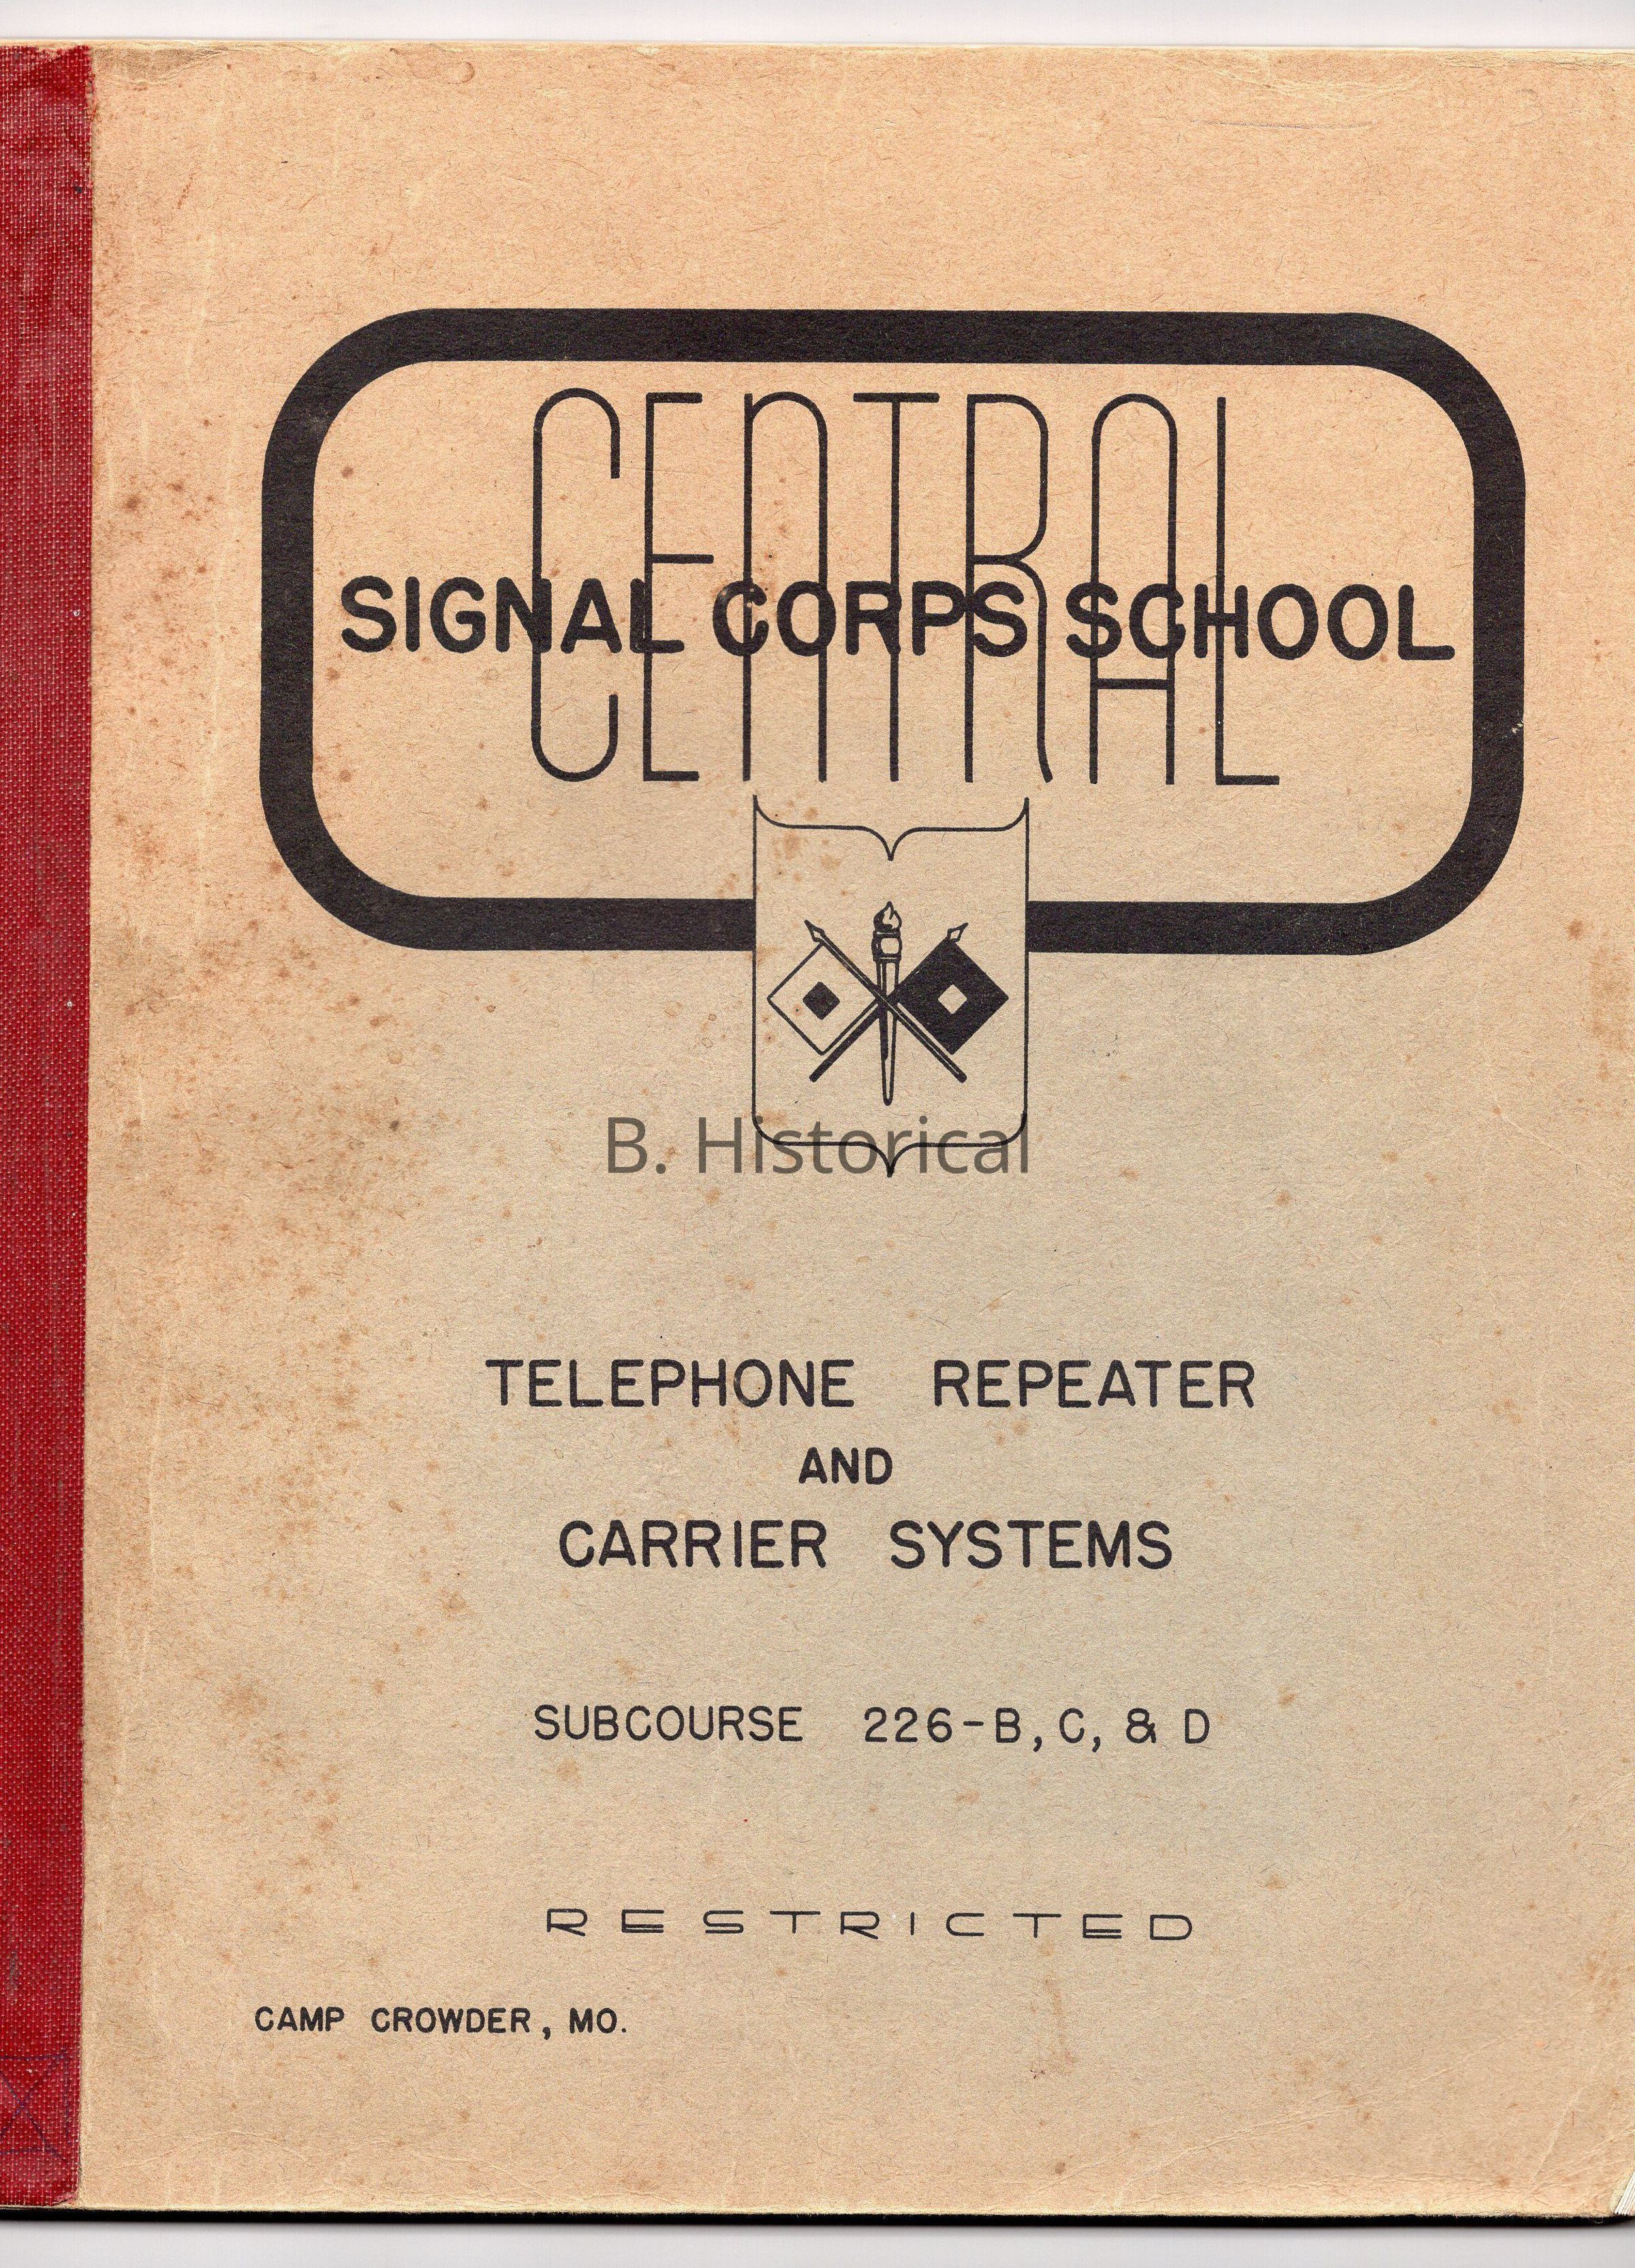 CENTRAL
SIGNAL CORPS SCHOOL
B. Historical
TELEPHONE REPEATER
AND
CARRIER SYSTEMS
SUBCOURSE 226-B, C, & D
RESTRICTED
CAMP CROWDER, MO.